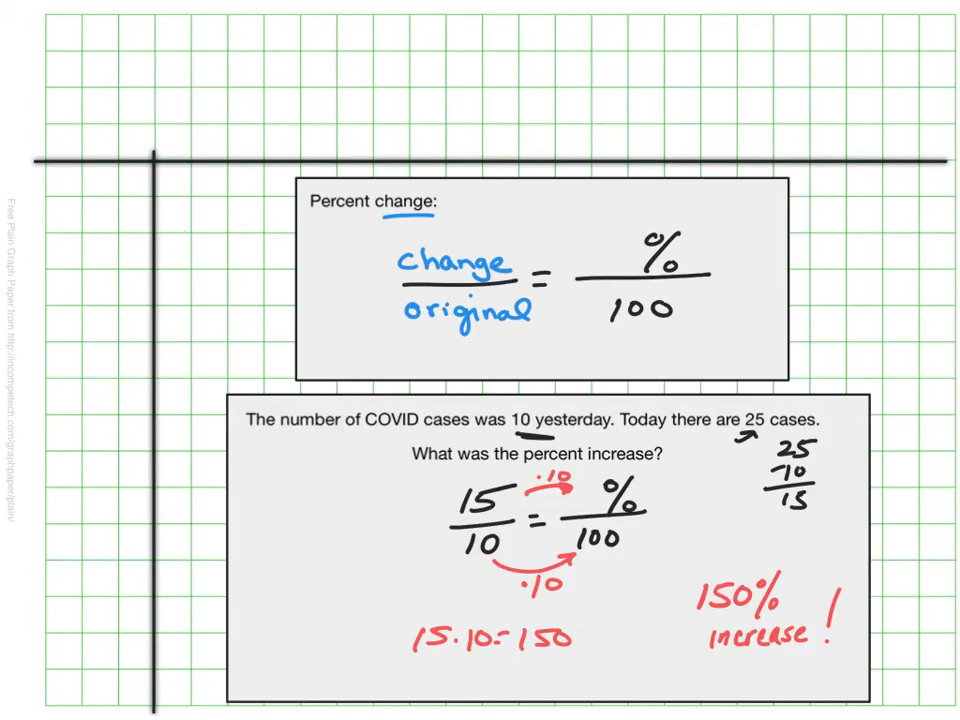 Percent change:
change = %
original 100
The number of COVID cases was 10 yesterday. Today there are 25 cases.
What was the percent increase?
25
-10
15
·10
15 = %
10 100
·10
15·10=150
150%
increase!
Free Plain Graph Paper from http://incompetech.com/graphpaper/plain/